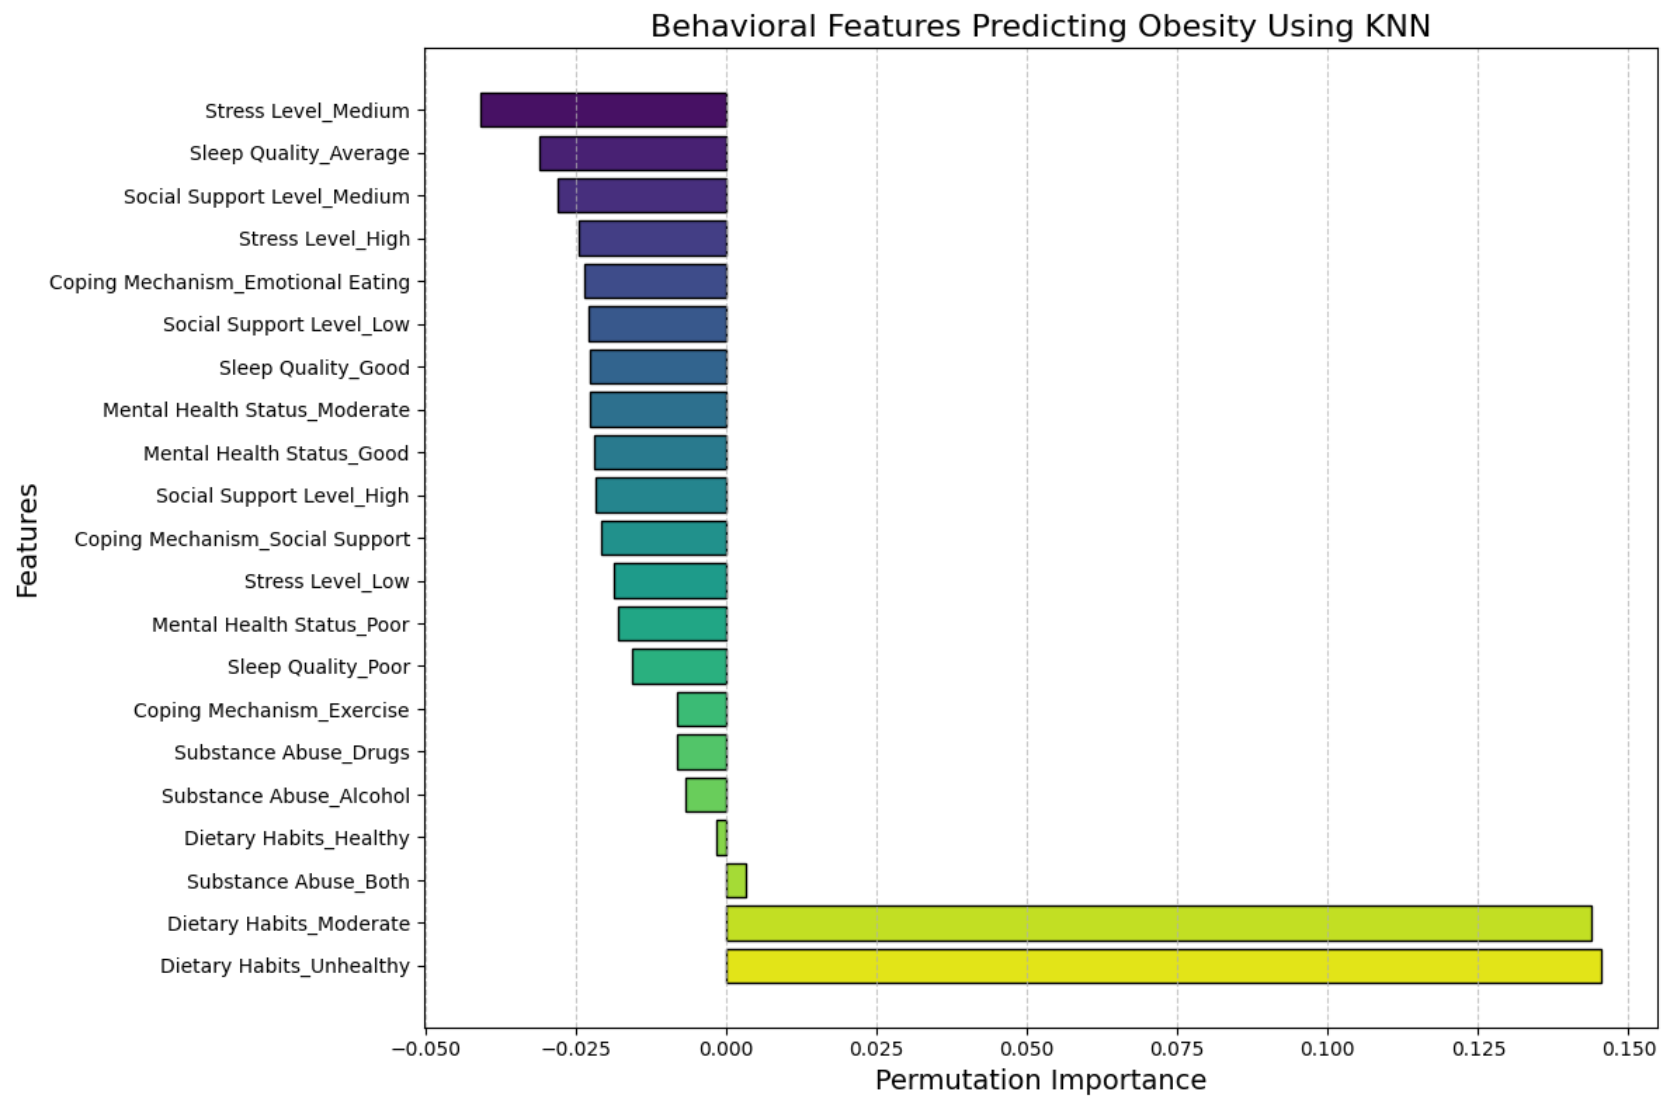 Behavioral Features Predicting Obesity Using KNN
Stress Level_Medium
Sleep Quality_Average
Social Support Level_Medium
Stress Level_High
Coping Mechanism_Emotional Eating
Social Support Level_Low
Sleep Quality_Good
Mental Health Status_Moderate
Mental Health Status_Good
Social Support Level_High
Coping Mechanism_Social Support
Stress Level_Low
Mental Health Status_Poor
Sleep Quality_Poor
Coping Mechanism_Exercise
Substance Abuse_Drugs
Substance Abuse_Alcohol
Dietary Habits_Healthy
Substance Abuse_Both
Dietary Habits_Moderate
Dietary Habits_Unhealthy
Features
−0.050 −0.025 0.000 0.025 0.050 0.075 0.100 0.125 0.150
Permutation Importance